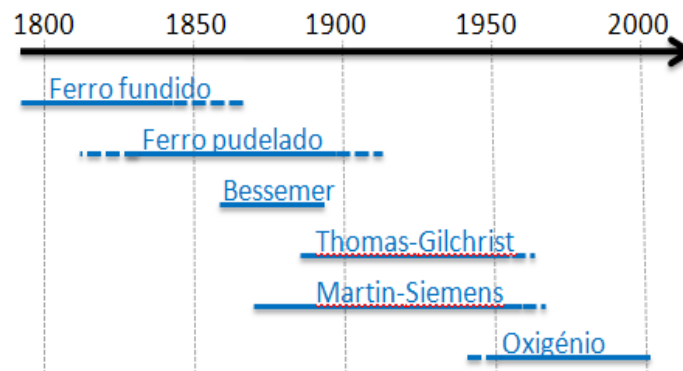 1800 1850 1900 1950 2000
Ferro fundido
Ferro pudelado
Bessemer
Thomas-Gilchrist
Martin-Siemens
Oxigénio